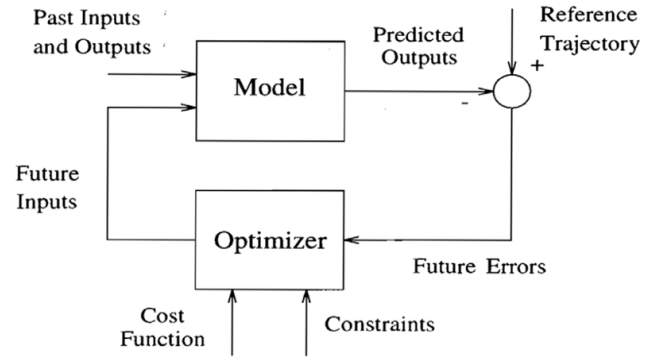 Past Inputs
and Outputs
Model
Predicted
Outputs
Reference
Trajectory
+
-
Future
Inputs
Optimizer
Future Errors
Cost
Function
Constraints